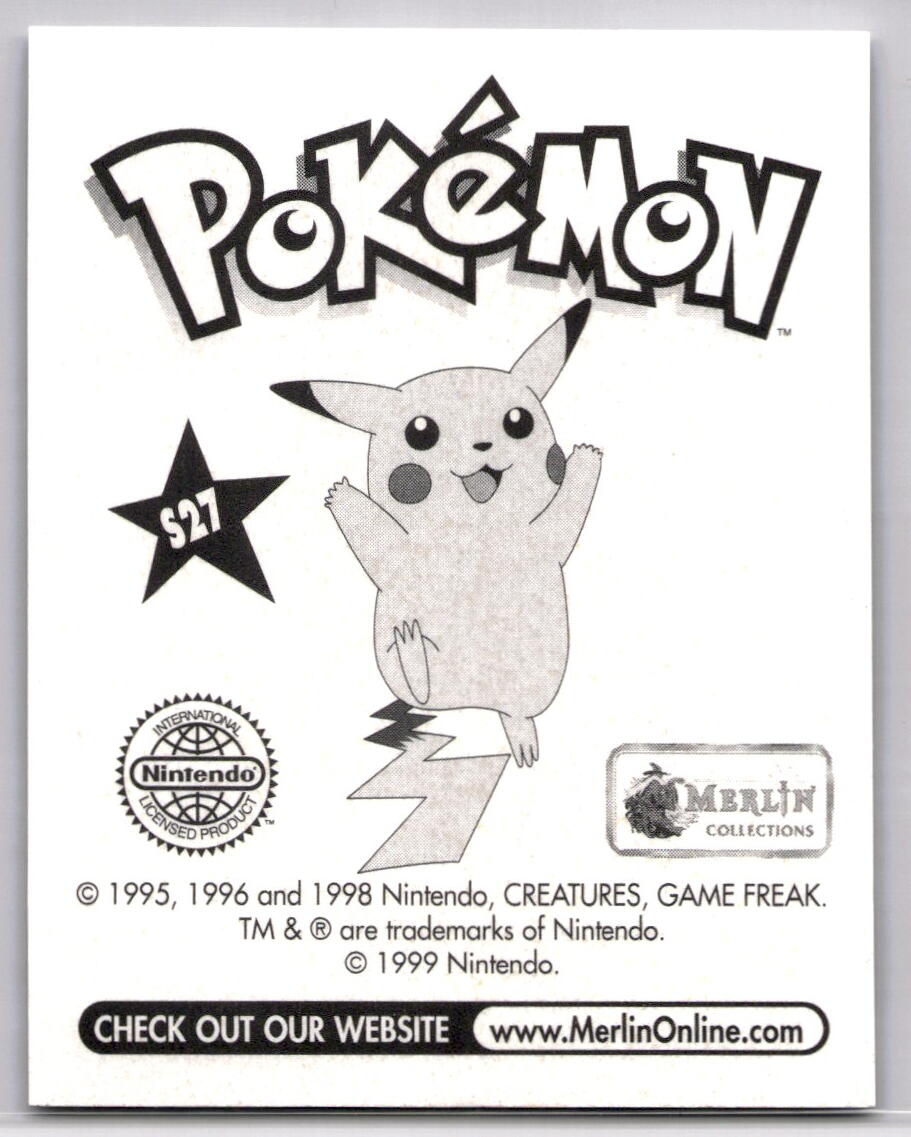 POKéMON
™
S27
INTERNATIONAL
Nintendo®
LICENSED PRODUCT
™
MERLIN
COLLECTIONS
© 1995, 1996 and 1998 Nintendo, CREATURES, GAME FREAK.
TM & ® are trademarks of Nintendo.
© 1999 Nintendo.
CHECK OUT OUR WEBSITE www.MerlinOnline.com